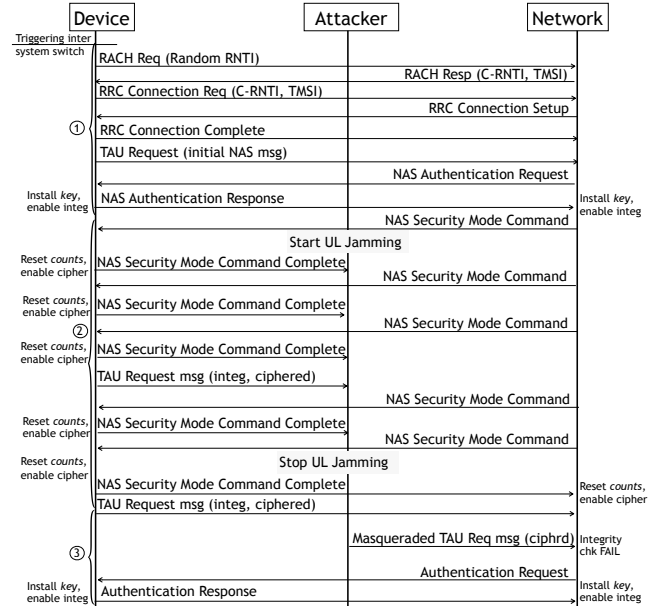 Device
Attacker
Network
Triggering inter
system switch
RACH Req (Random RNTI)
RACH Resp (C-RNTI, TMSI)
RRC Connection Req (C-RNTI, TMSI)
RRC Connection Setup
①
RRC Connection Complete
TAU Request (initial NAS msg)
NAS Authentication Request
Install key,
enable integ
NAS Authentication Response
Install key,
enable integ
NAS Security Mode Command
Start UL Jamming
Reset counts,
enable cipher
NAS Security Mode Command Complete
NAS Security Mode Command
Reset counts,
enable cipher
NAS Security Mode Command Complete
②
NAS Security Mode Command
Reset counts,
enable cipher
NAS Security Mode Command Complete
TAU Request msg (integ, ciphered)
NAS Security Mode Command
Reset counts,
enable cipher
NAS Security Mode Command Complete
NAS Security Mode Command
Reset counts,
enable cipher
Stop UL Jamming
NAS Security Mode Command Complete
Reset counts,
enable cipher
TAU Request msg (integ, ciphered)
③
Masqueraded TAU Req msg (ciphrd)
Integrity
chk FAIL
Authentication Request
Install key,
enable integ
Authentication Response
Install key,
enable integ